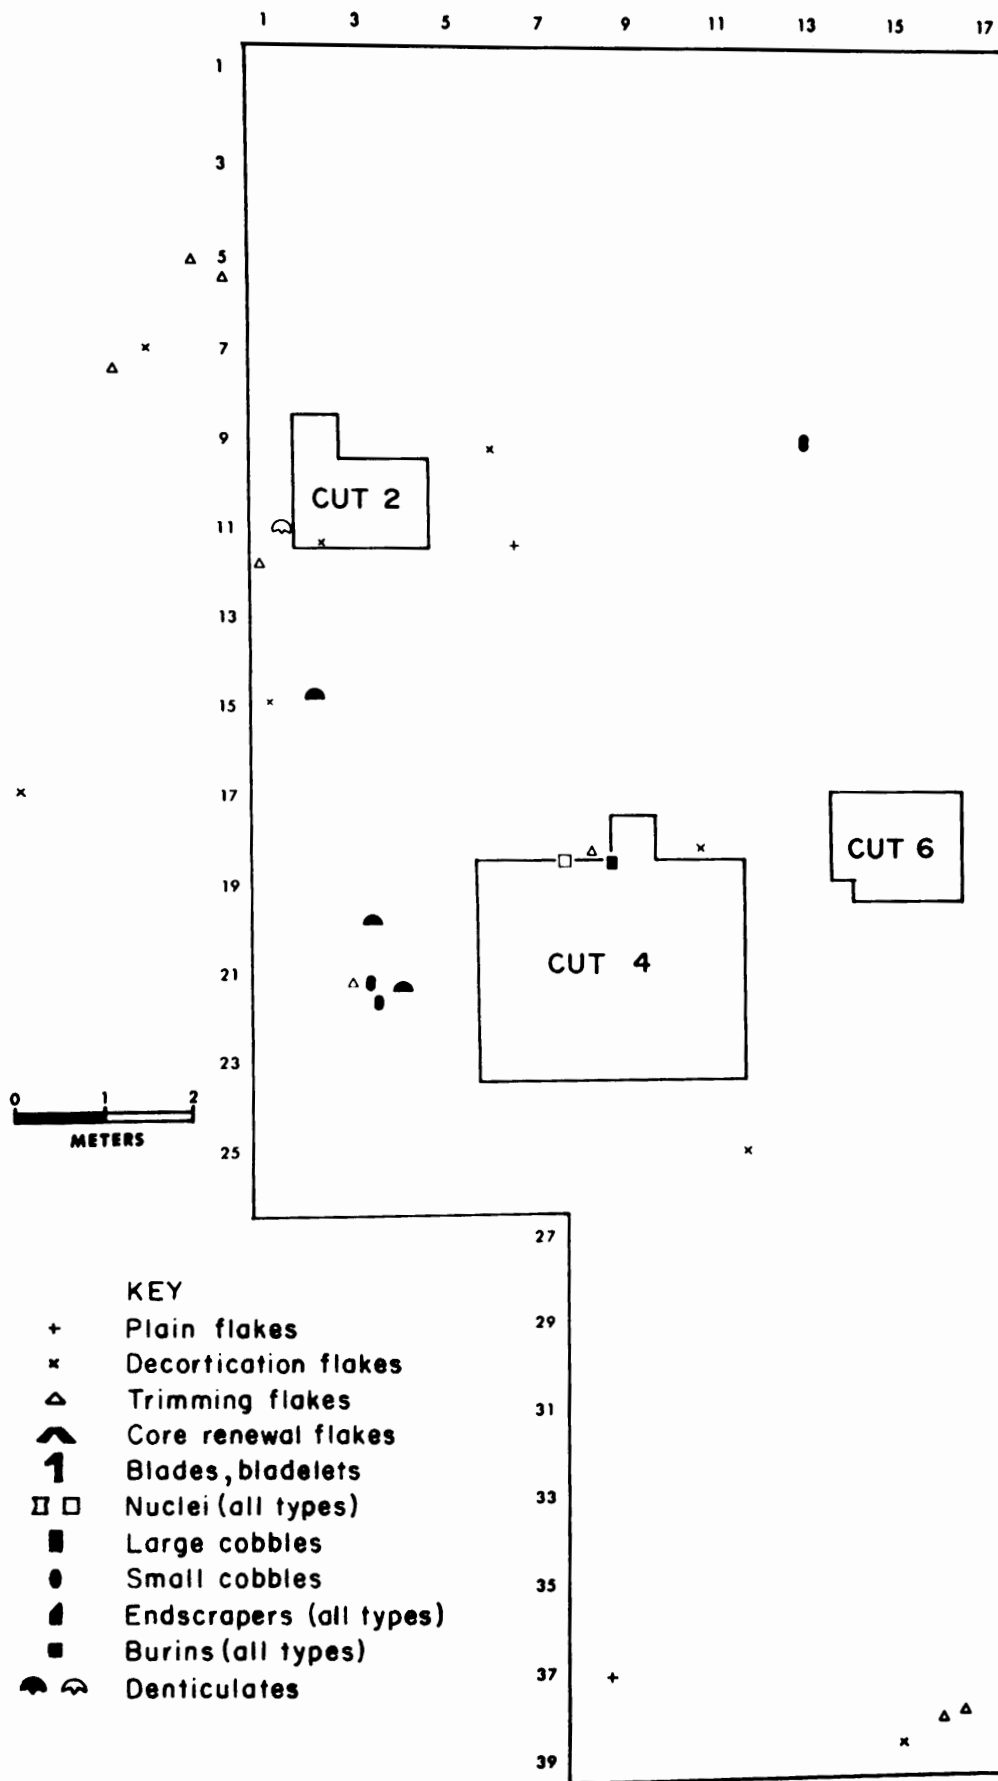 1 3 5 7 9 11 13 15 17
1
3
5
7
9
CUT 2
11
13
15
17
CUT 6
19
CUT 4
21
23
0 1 2
METERS
25
27
KEY
29
Plain flakes
Decortication flakes
Trimming flakes
31
Core renewal flakes
Blades, bladelets
33
Nuclei (all types)
Large cobbles
Small cobbles
35
Endscrapers (all types)
Burins (all types)
37
Denticulates
39